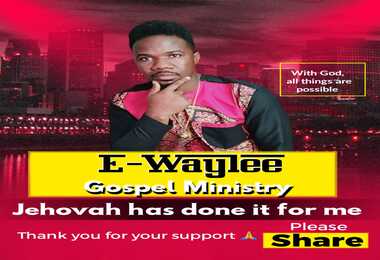 With God,
all things are
possible
E-Waylee
Gospel Ministry
Jehovah has done it for me
Thank you for your support 🙏
Please
Share